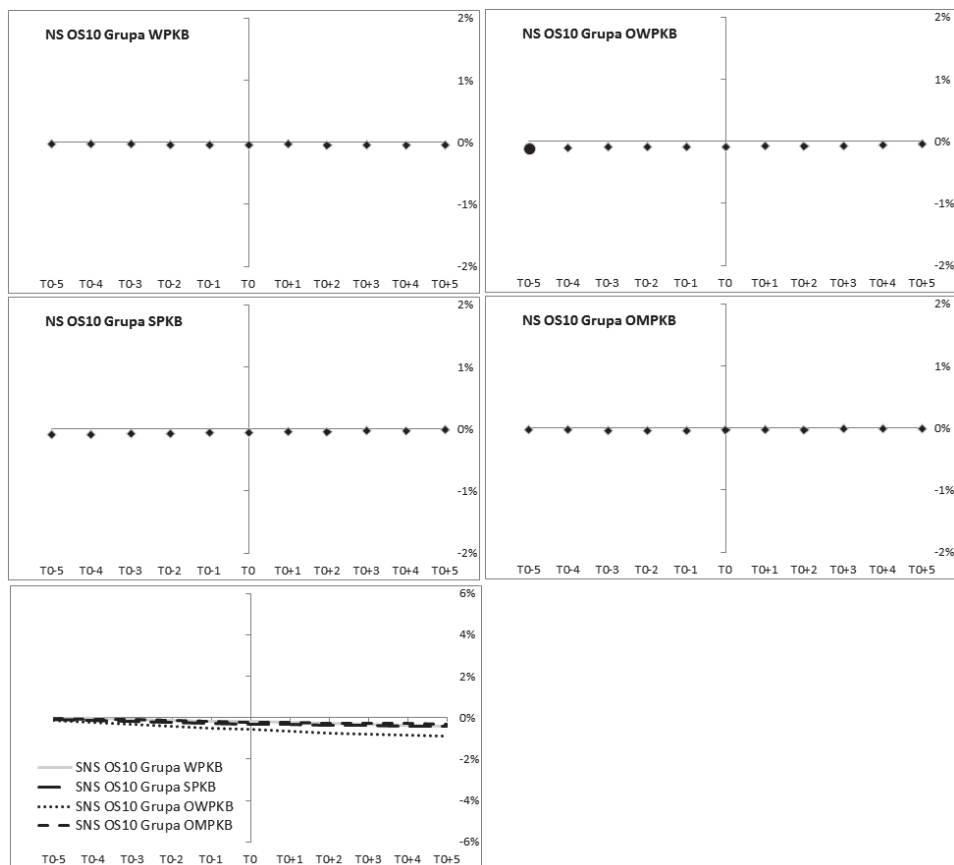 NS OS10 Grupa WPKB
2%
1%
0%
-1%
-2%
T0-5 T0-4 T0-3 T0-2 T0-1 T0 T0+1 T0+2 T0+3 T0+4 T0+5
NS OS10 Grupa OWPKB
2%
1%
0%
-1%
-2%
T0-5 T0-4 T0-3 T0-2 T0-1 T0 T0+1 T0+2 T0+3 T0+4 T0+5
NS OS10 Grupa SPKB
2%
1%
0%
-1%
-2%
T0-5 T0-4 T0-3 T0-2 T0-1 T0 T0+1 T0+2 T0+3 T0+4 T0+5
NS OS10 Grupa OMPKB
2%
1%
0%
-1%
-2%
T0-5 T0-4 T0-3 T0-2 T0-1 T0 T0+1 T0+2 T0+3 T0+4 T0+5
6%
4%
2%
0%
-2%
-4%
-6%
SNS OS10 Grupa WPKB
SNS OS10 Grupa SPKB
SNS OS10 Grupa OWPKB
SNS OS10 Grupa OMPKB
T0-5 T0-4 T0-3 T0-2 T0-1 T0 T0+1 T0+2 T0+3 T0+4 T0+5